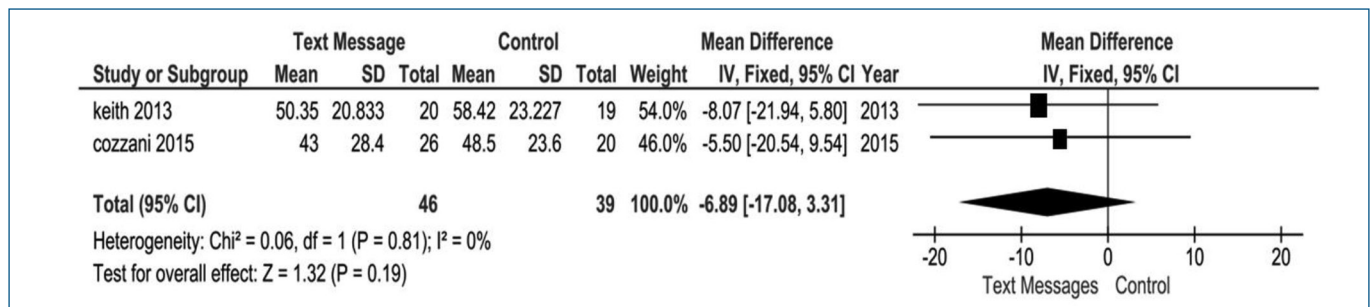 Text Message Control Mean Difference Mean Difference
Study or Subgroup Mean SD Total Mean SD Total Weight IV, Fixed, 95% CI Year IV, Fixed, 95% CI
keith 2013 50.35 20.833 20 58.42 23.227 19 54.0% -8.07 [-21.94, 5.80] 2013
cozzani 2015 43 28.4 26 48.5 23.6 20 46.0% -5.50 [-20.54, 9.54] 2015
Total (95% CI) 46 39 100.0% -6.89 [-17.08, 3.31]
Heterogeneity: Chi² = 0.06, df = 1 (P = 0.81); I² = 0%
Test for overall effect: Z = 1.32 (P = 0.19)
-20 -10 0 10 20
Text Messages Control